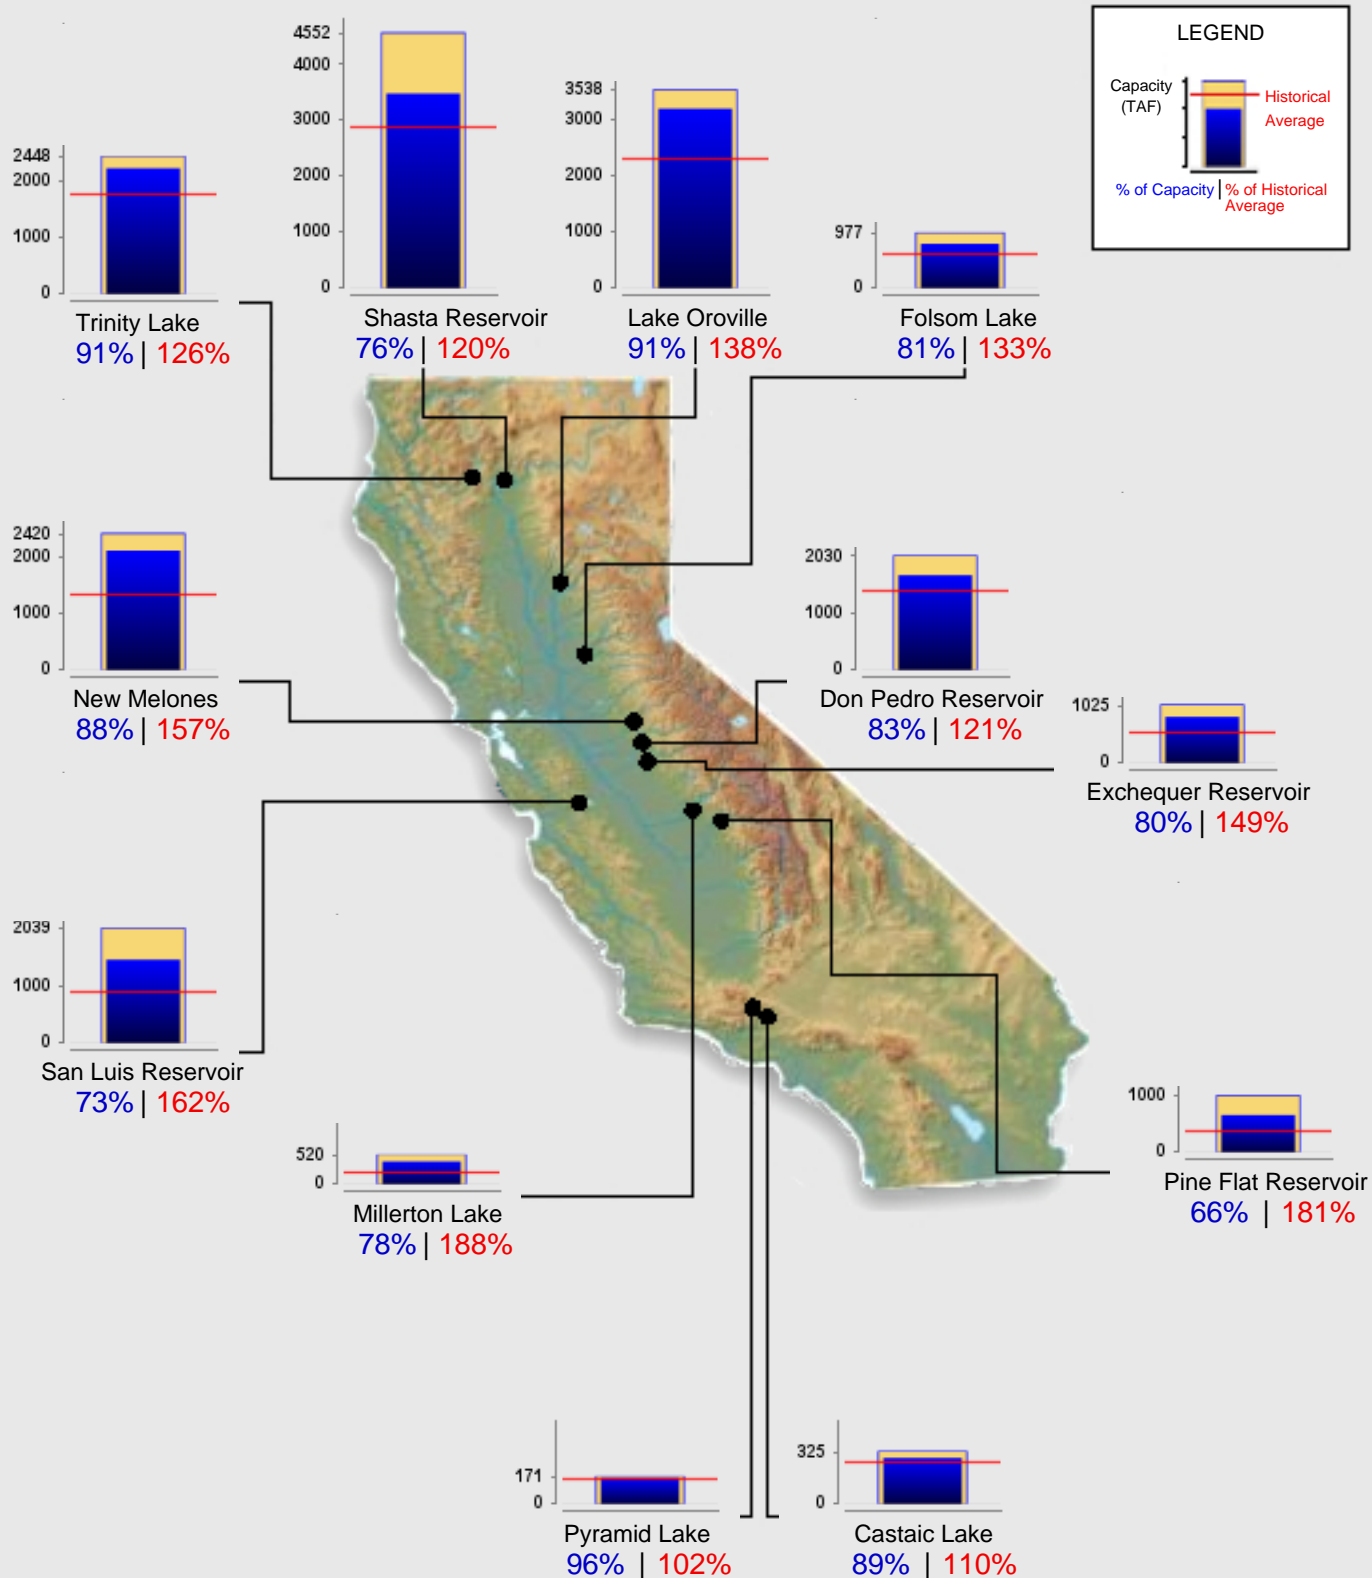 LEGEND
Capacity
(TAF)
Historical
Average
% of Capacity | % of Historical
Average
2448
2000
1000
0
Trinity Lake
91% | 126%
4552
4000
3000
2000
1000
0
Shasta Reservoir
76% | 120%
3538
3000
2000
1000
0
Lake Oroville
91% | 138%
977
0
Folsom Lake
81% | 133%
2420
2000
1000
0
New Melones
88% | 157%
2030
1000
0
Don Pedro Reservoir
83% | 121%
1025
0
Exchequer Reservoir
80% | 149%
2039
1000
0
San Luis Reservoir
73% | 162%
520
0
Millerton Lake
78% | 188%
1000
0
Pine Flat Reservoir
66% | 181%
171
0
Pyramid Lake
96% | 102%
325
0
Castaic Lake
89% | 110%